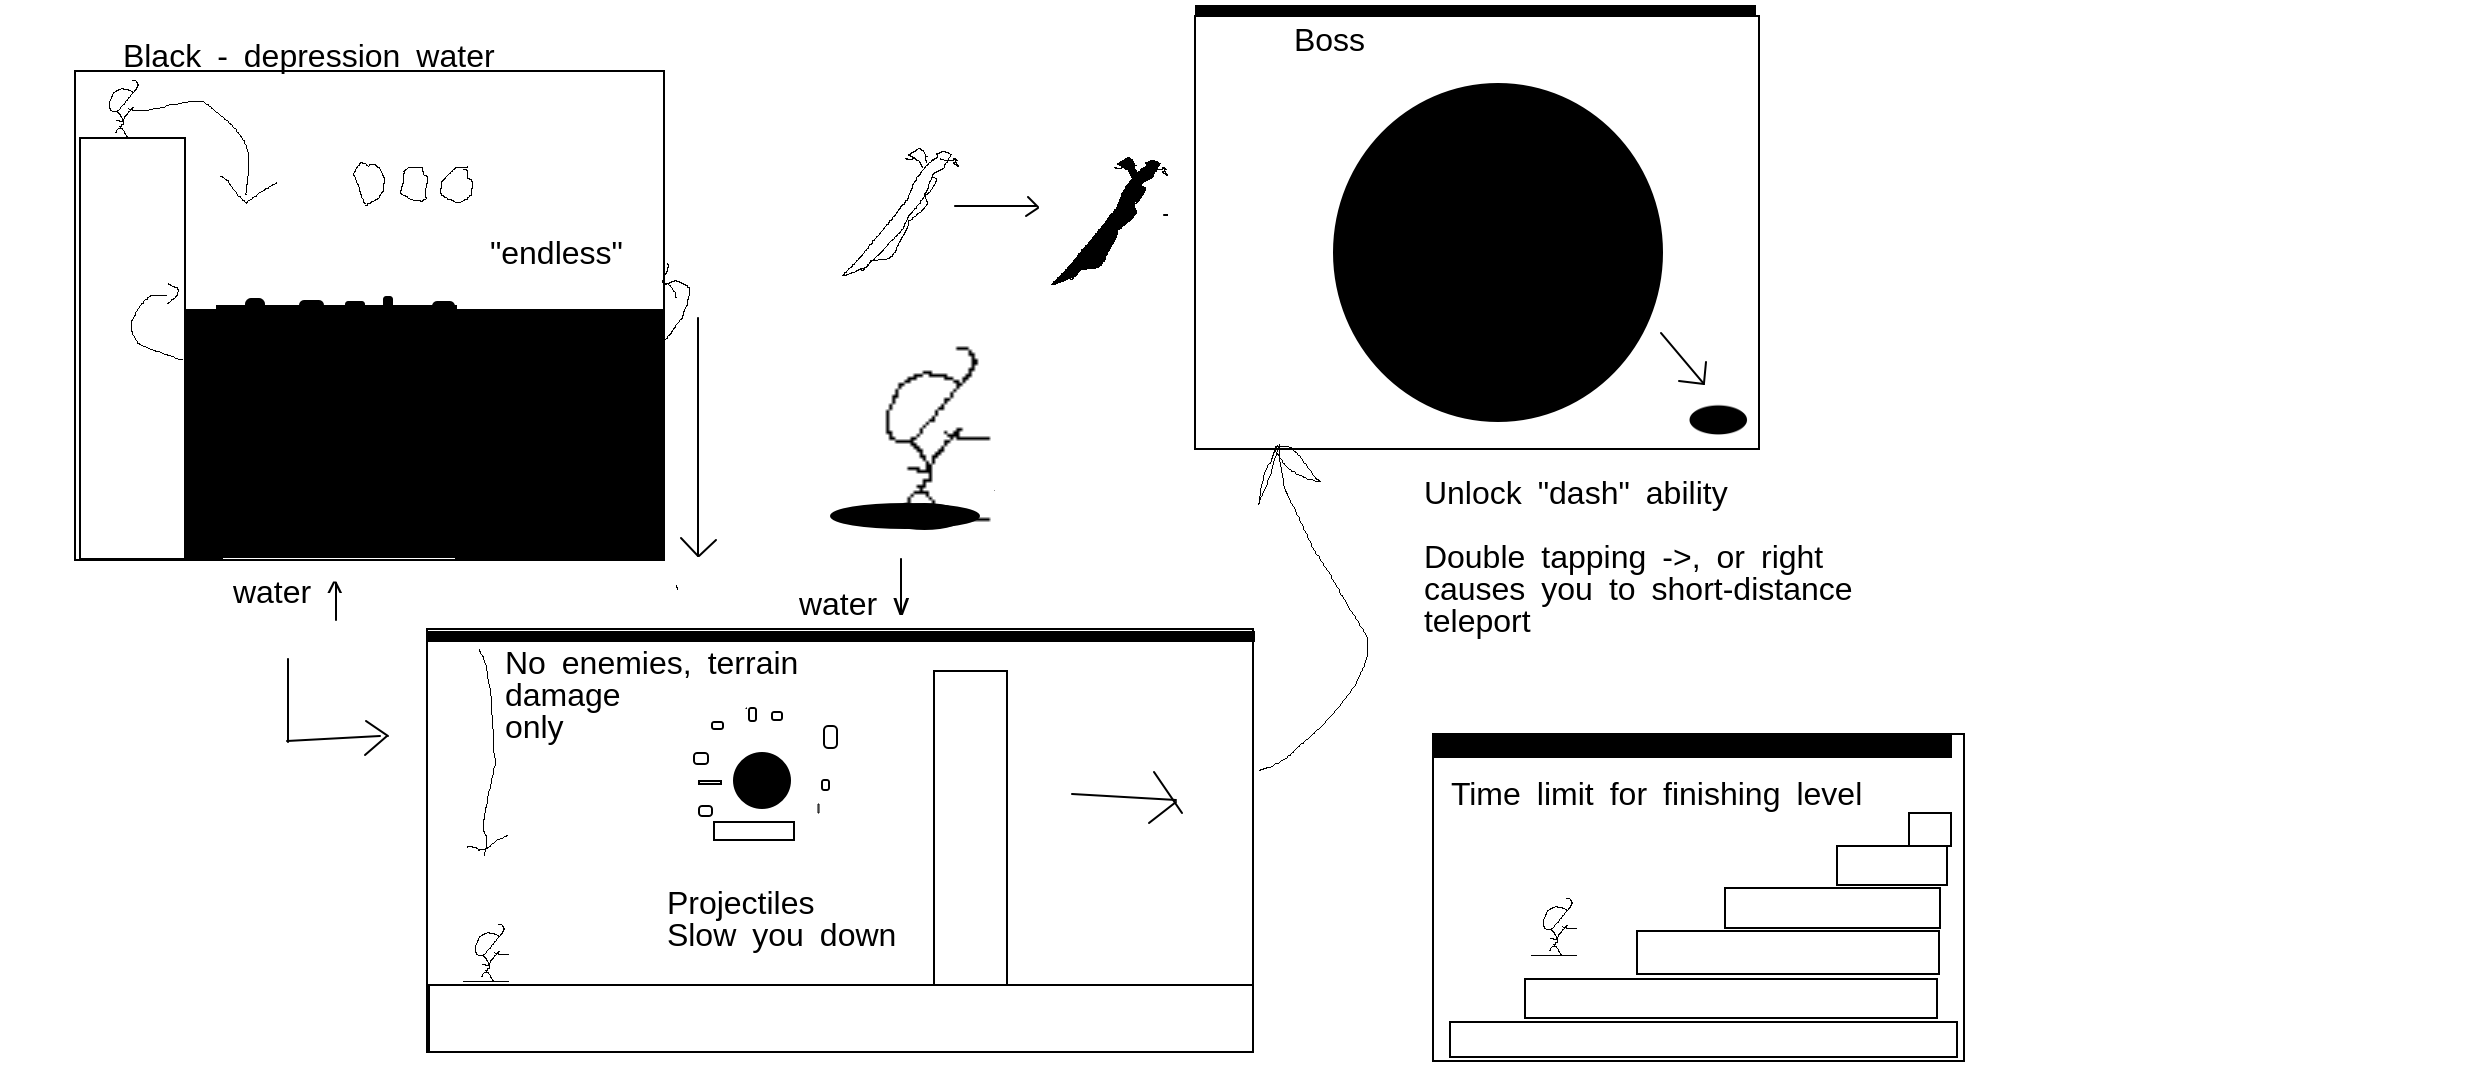 Black - depression water
"endless"
water
water
Boss
Unlock "dash" ability
Double tapping ->, or right
causes you to short-distance
teleport
No enemies, terrain
damage
only
Projectiles
Slow you down
Time limit for finishing level